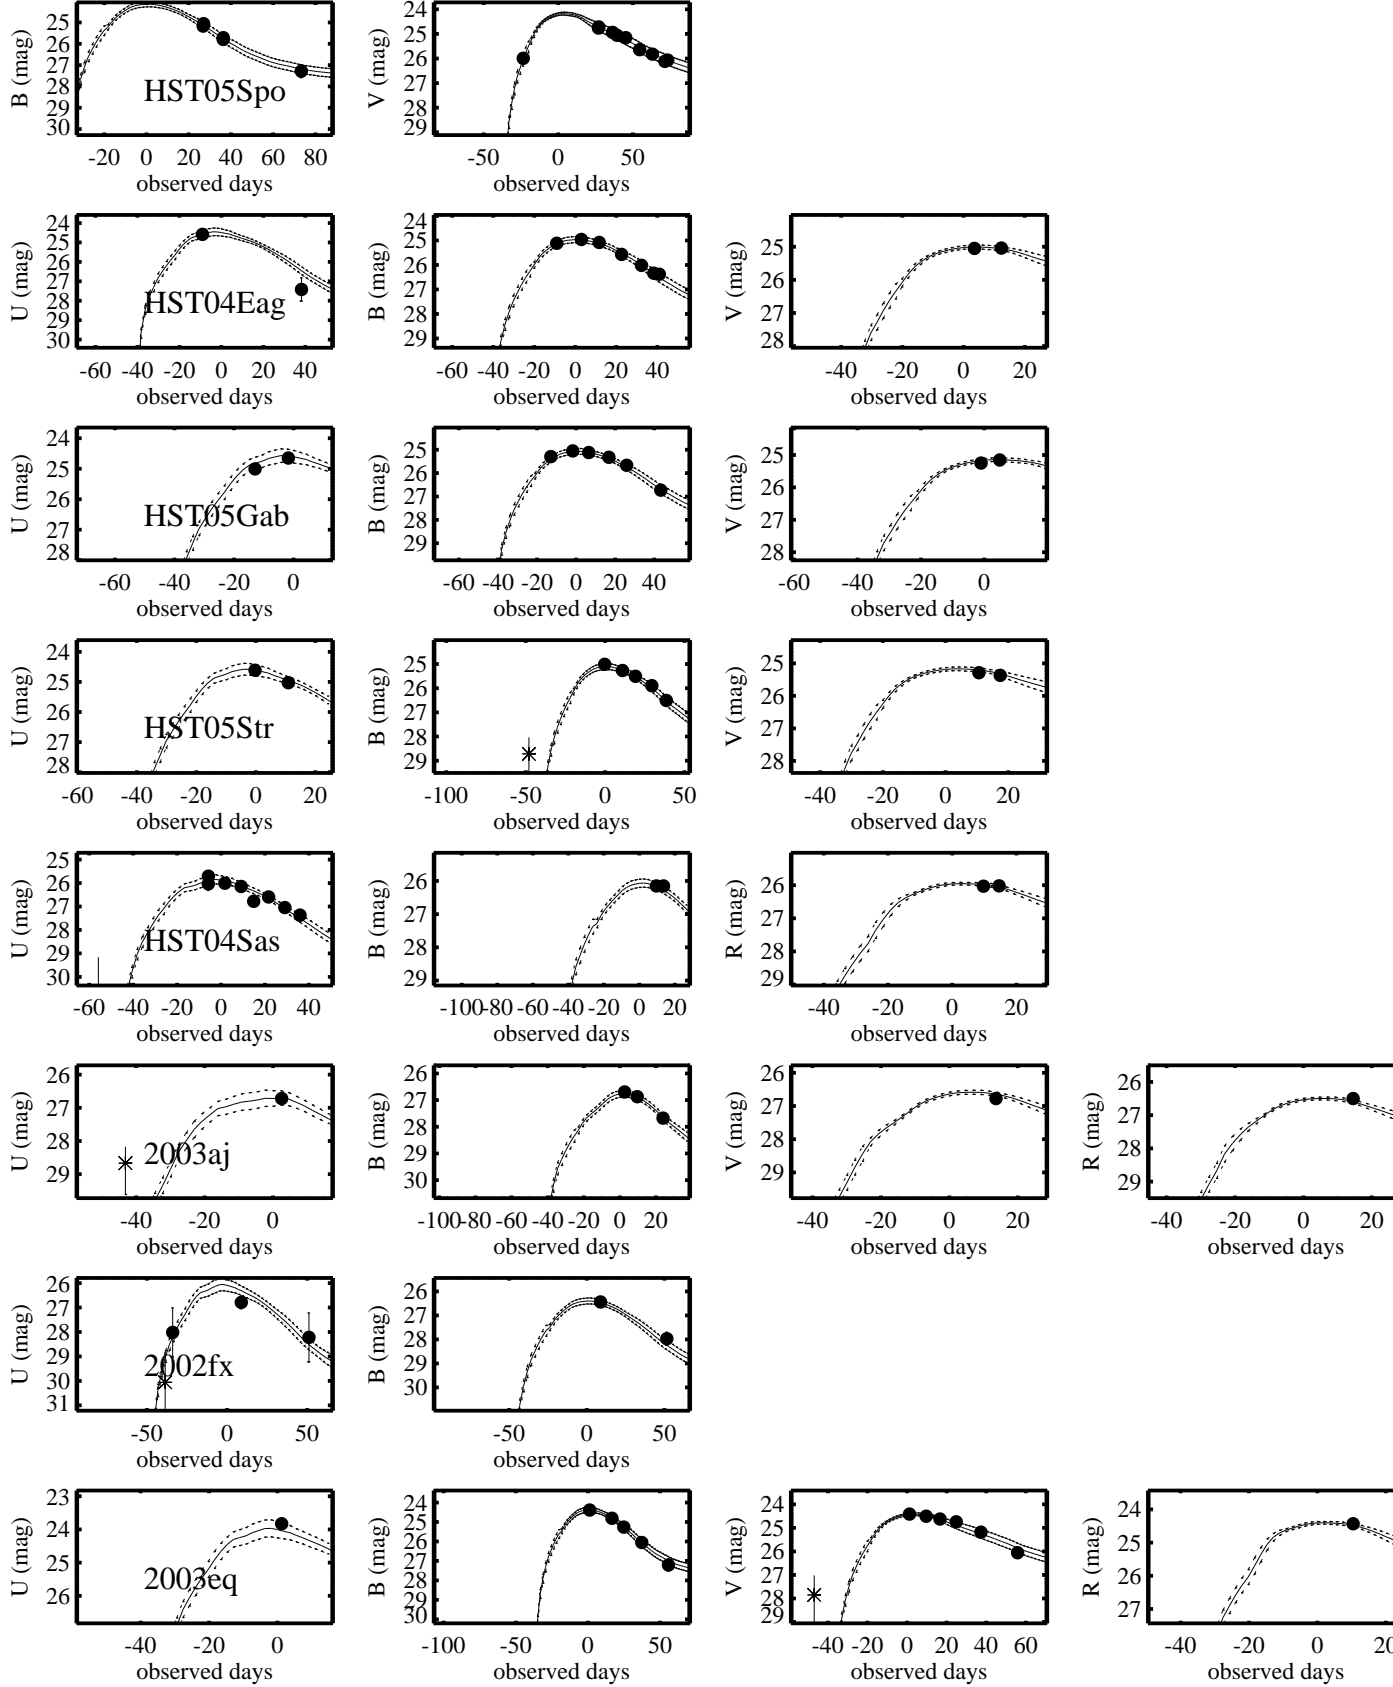 B (mag)
25
26
27
28
29
30
HST05Spo
-20 0 20 40 60 80
observed days
V (mag)
24
25
26
27
28
29
-50 0 50
observed days
U (mag)
24
25
26
27
28
29
30
HST04Eag
-60 -40 -20 0 20 40
observed days
B (mag)
25
26
27
28
29
-60 -40 -20 0 20 40
observed days
V (mag)
25
26
27
28
-40 -20 0 20
observed days
U (mag)
24
25
26
27
28
HST05Gab
-60 -40 -20 0
observed days
B (mag)
25
26
27
28
29
-60 -40 -20 0 20 40
observed days
V (mag)
25
26
27
28
-60 -40 -20 0
observed days
U (mag)
24
25
26
27
28
HST05Str
-60 -40 -20 0 20
observed days
B (mag)
25
26
27
28
29
-100 -50 0 50
observed days
V (mag)
25
26
27
28
-40 -20 0 20
observed days
U (mag)
25
26
27
28
29
30
HST04Sas
-60 -40 -20 0 20 40
observed days
B (mag)
26
27
28
29
-100 -80 -60 -40 -20 0 20
observed days
R (mag)
26
27
28
29
-40 -20 0 20
observed days
U (mag)
26
27
28
29
2003aj
-40 -20 0
observed days
B (mag)
26
27
28
29
30
-100 -80 -60 -40 -20 0 20
observed days
V (mag)
26
27
28
29
-40 -20 0 20
observed days
R (mag)
26
27
28
29
-40 -20 0 20
observed days
U (mag)
26
27
28
29
30
31
2002fx
-50 0 50
observed days
B (mag)
26
27
28
29
30
-50 0 50
observed days
U (mag)
23
24
25
26
2003eq
-40 -20 0
observed days
B (mag)
24
25
26
27
28
29
30
-100 -50 0 50
observed days
V (mag)
24
25
26
27
28
29
-40 -20 0 20 40 60
observed days
R (mag)
24
25
26
27
-40 -20 0 20
observed days